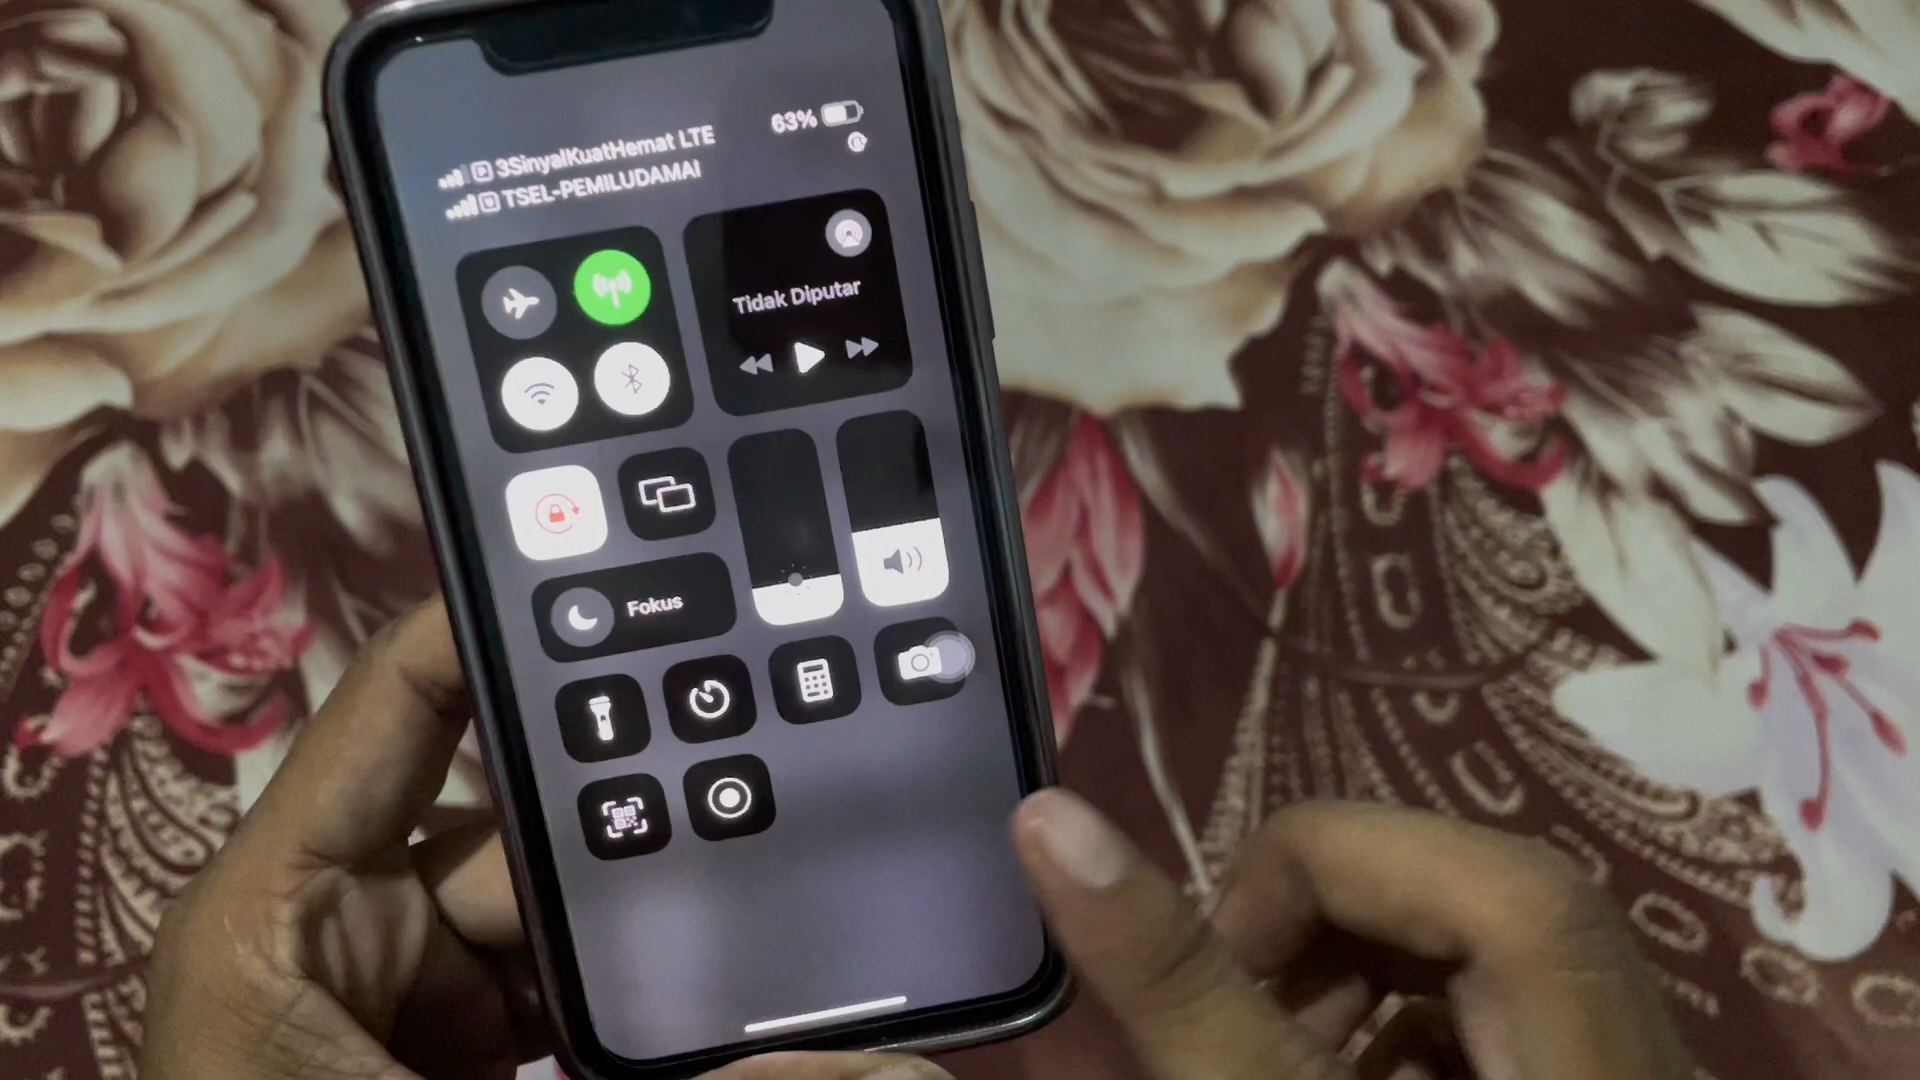 63%
P 3SinyalKuatHemat LTE
TSEL-PEMILUDAMAI
Tidak Diputar
Fokus